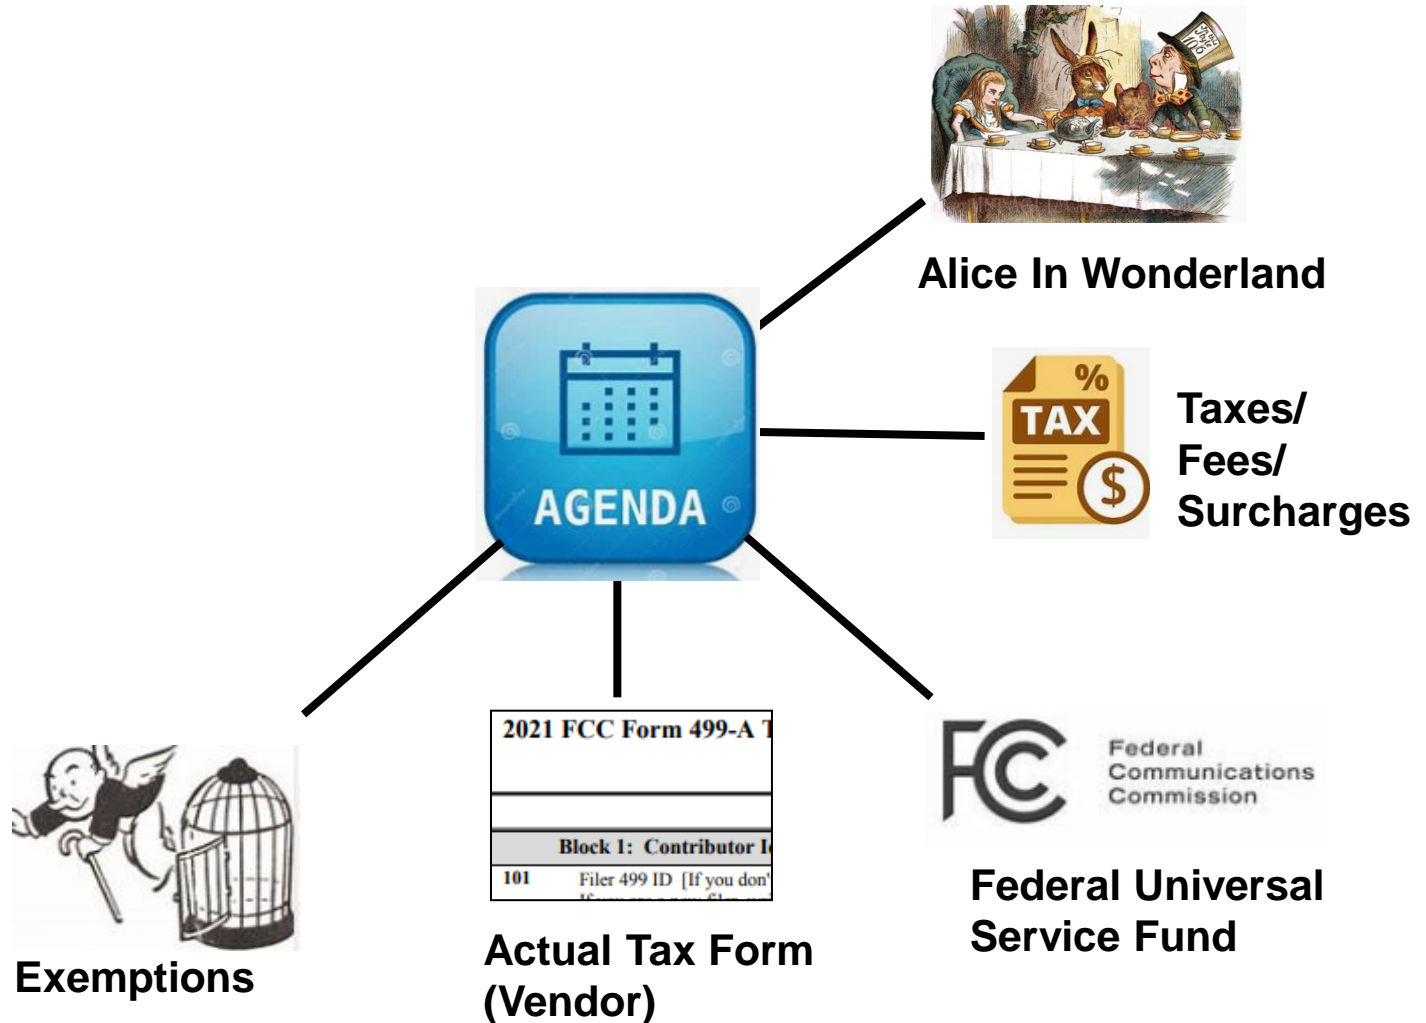 Alice In Wonderland
%
TAX
$
Taxes/
Fees/
Surcharges
AGENDA
2021 FCC Form 499-A
Block 1: Contributor
101 Filer 499 ID [If you don'
FCC
Federal
Communications
Commission
Federal Universal
Service Fund
Actual Tax Form
(Vendor)
Exemptions